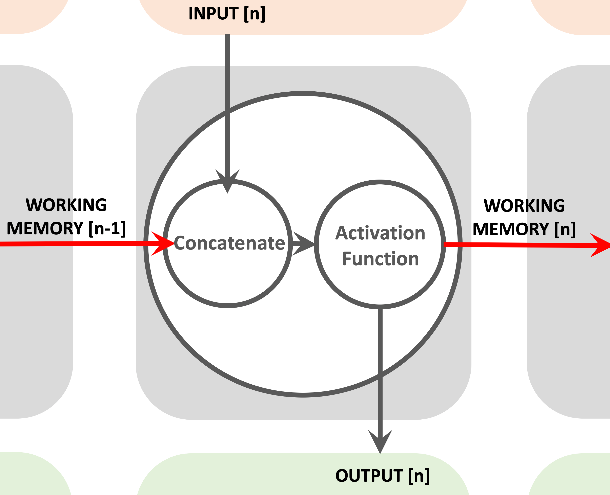 INPUT [n]
WORKING
MEMORY [n-1]
Concatenate
Activation
Function
WORKING
MEMORY [n]
OUTPUT [n]